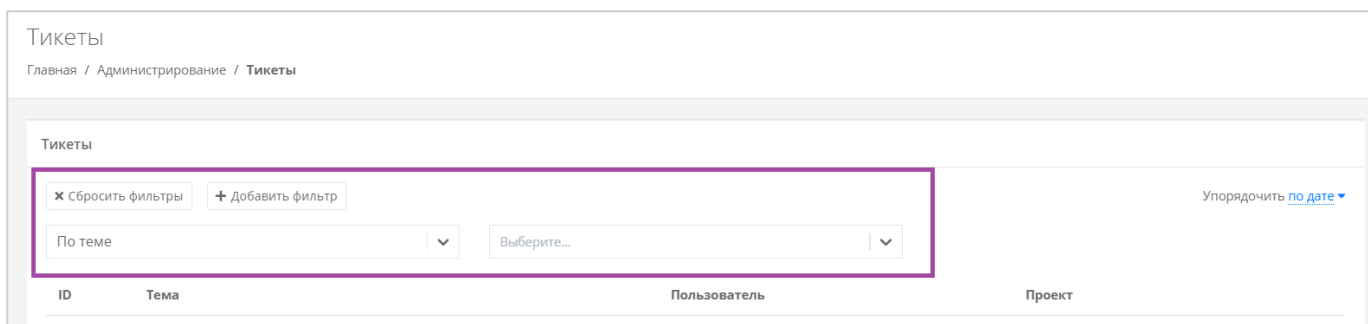 Тикеты
Главная / Администрирование / Тикеты
Тикеты
Сбросить фильтры + Добавить фильтр Упорядочить по дате
По теме Выберите...
ID Тема Пользователь Проект